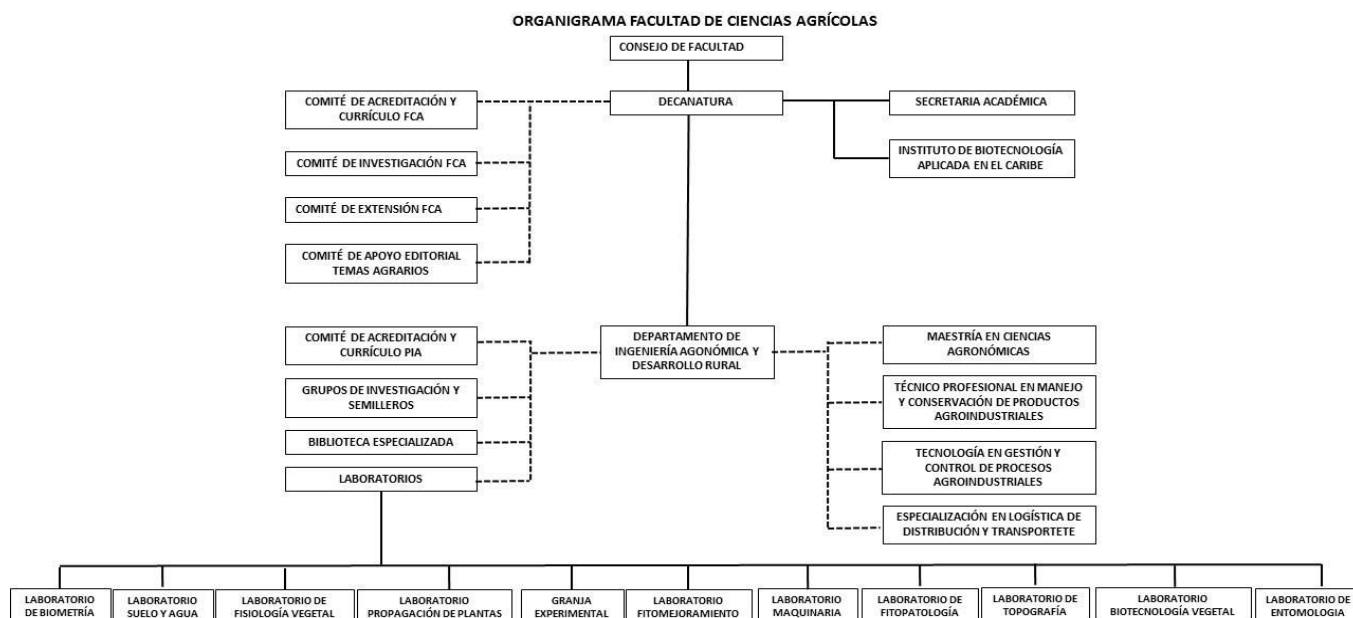 ORGANIGRAMA FACULTAD DE CIENCIAS AGRÍCOLAS
CONSEJO DE FACULTAD
COMITÉ DE ACREDITACIÓN Y
CURRÍCULO FCA
DECANATURA
SECRETARIA ACADÉMICA
COMITÉ DE INVESTIGACIÓN FCA
INSTITUTO DE BIOTECNOLOGÍA
APLICADA EN EL CARIBE
COMITÉ DE EXTENSIÓN FCA
COMITÉ DE APOYO EDITORIAL
TEMAS AGRARIOS
COMITÉ DE ACREDITACIÓN Y
CURRÍCULO PIA
DEPARTAMENTO DE
INGENIERÍA AGONÓMICA Y
DESARROLLO RURAL
MAESTRÍA EN CIENCIAS
AGRONÓMICAS
GRUPOS DE INVESTIGACIÓN Y
SEMILLEROS
TÉCNICO PROFESIONAL EN MANEJO
Y CONSERVACIÓN DE PRODUCTOS
AGROINDUSTRIALES
BIBLIOTECA ESPECIALIZADA
TECNOLOGÍA EN GESTIÓN Y
CONTROL DE PROCESOS
AGROINDUSTRIALES
LABORATORIOS
ESPECIALIZACIÓN EN LOGÍSTICA DE
DISTRIBUCIÓN Y TRANSPORTETE
LABORATORIO
DE BIOMETRÍA
LABORATORIO
SUELO Y AGUA
LABORATORIO DE
FISIOLOGÍA VEGETAL
LABORATORIO
PROPAGACIÓN DE PLANTAS
GRANJA
EXPERIMENTAL
LABORATORIO
FITOMEJORAMIENTO
LABORATORIO
MAQUINARIA
LABORATORIO DE
FITOPATOLOGÍA
LABORATORIO DE
TOPOGRAFÍA
LABORATORIO
BIOTECNOLOGÍA VEGETAL
LABORATORIO DE
ENTOMOLOGIA